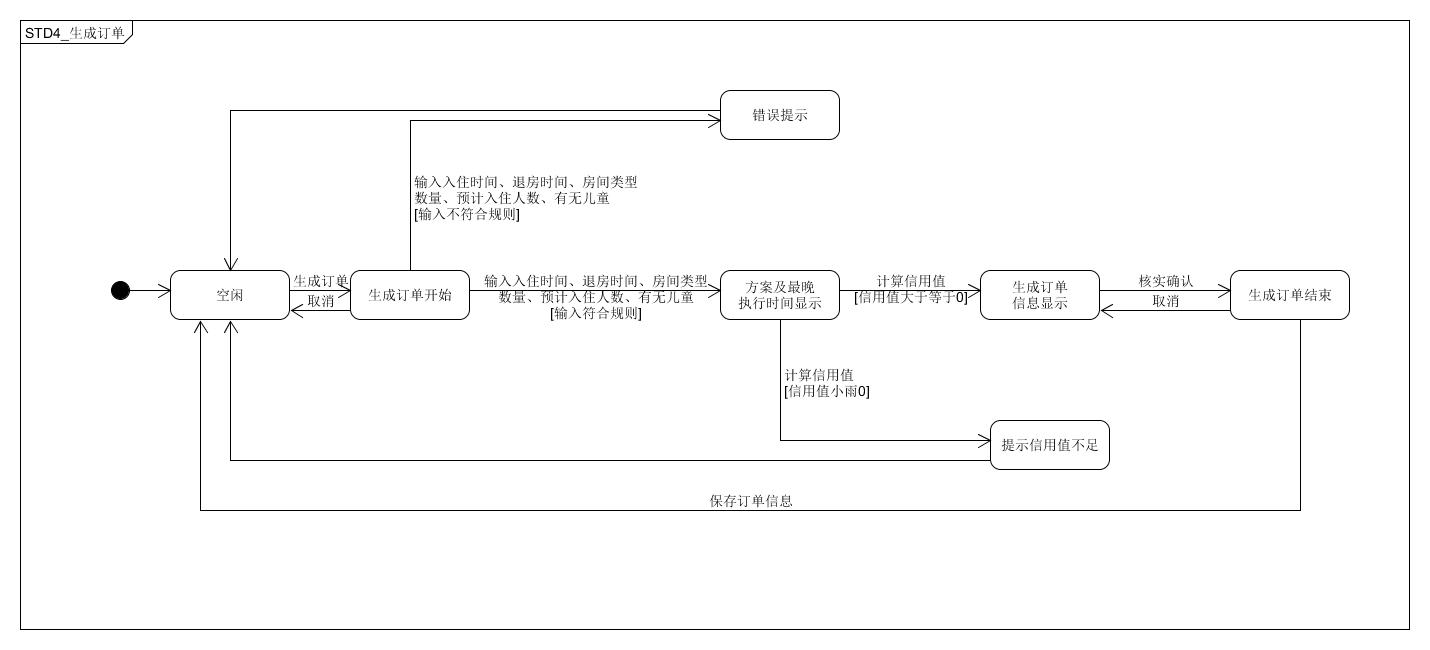 STD4_生成订单
错误提示
输入入住时间、退房时间、房间类型
数量、预计入住人数、有无儿童
[输入不符合规则]
空闲
生成订单
取消
生成订单开始
输入入住时间、退房时间、房间类型
数量、预计入住人数、有无儿童
[输入符合规则]
方案及最晚
执行时间显示
计算信用值
[信用值大于等于0]
生成订单
信息显示
核实确认
取消
生成订单结束
计算信用值
[信用值小雨0]
提示信用值不足
保存订单信息